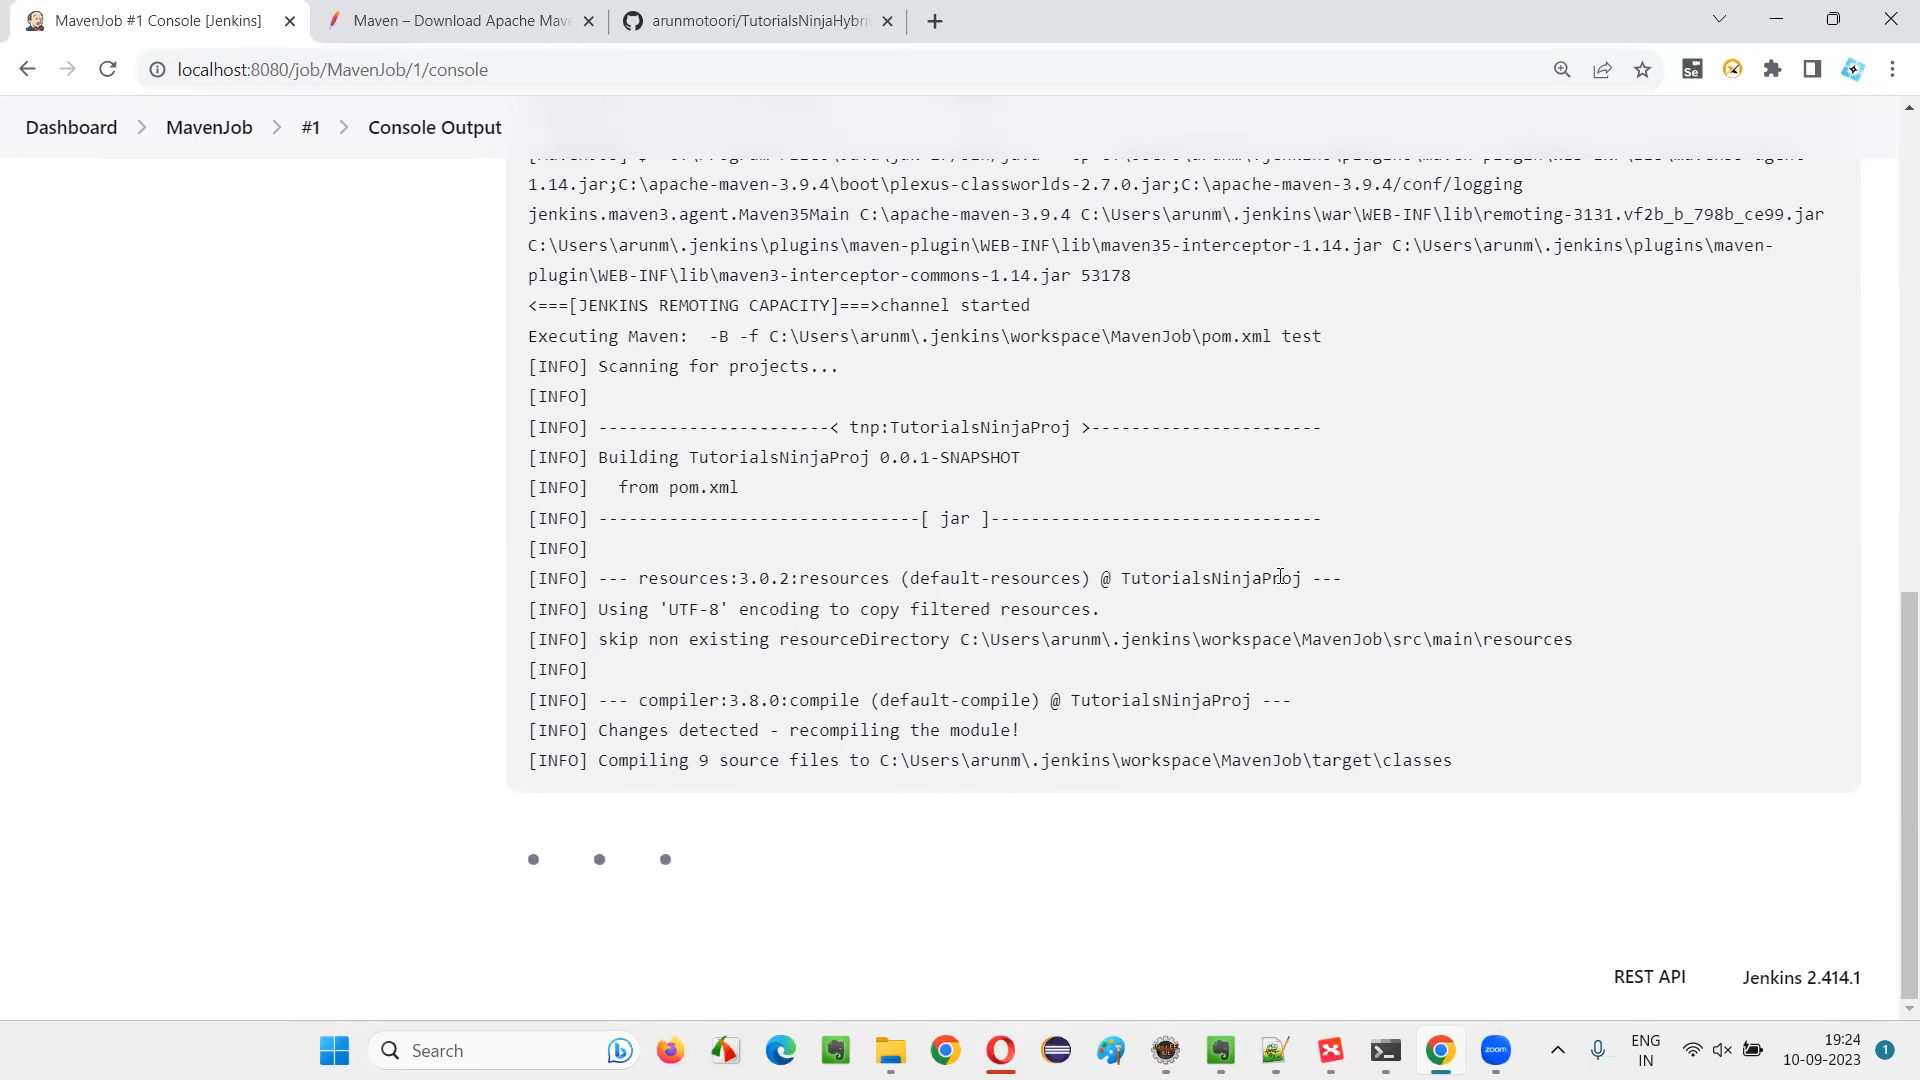 MavenJob #1 Console [Jenkins]
Maven – Download Apache Mav
arunmotoori/TutorialsNinjaHybri
localhost:8080/job/MavenJob/1/console
Dashboard > MavenJob > #1 > Console Output
1.14.jar;C:\apache-maven-3.9.4\boot\plexus-classworlds-2.7.0.jar;C:\apache-maven-3.9.4/conf/logging
jenkins.maven3.agent.Maven35Main C:\apache-maven-3.9.4 C:\Users\arunm\.jenkins\war\WEB-INF\lib\remoting-3131.vf2b_b_798b_ce99.jar
C:\Users\arunm\.jenkins\plugins\maven-plugin\WEB-INF\lib\maven35-interceptor-1.14.jar C:\Users\arunm\.jenkins\plugins\maven-
plugin\WEB-INF\lib\maven3-interceptor-commons-1.14.jar 53178
<===[JENKINS REMOTING CAPACITY]===>channel started
Executing Maven:  -B -f C:\Users\arunm\.jenkins\workspace\MavenJob\pom.xml test
[INFO] Scanning for projects...
[INFO]
[INFO] -----------------------< tnp:TutorialsNinjaProj >-----------------------
[INFO] Building TutorialsNinjaProj 0.0.1-SNAPSHOT
[INFO]   from pom.xml
[INFO] --------------------------------[ jar ]---------------------------------
[INFO]
[INFO] --- resources:3.0.2:resources (default-resources) @ TutorialsNinjaProj ---
[INFO] Using 'UTF-8' encoding to copy filtered resources.
[INFO] skip non existing resourceDirectory C:\Users\arunm\.jenkins\workspace\MavenJob\src\main\resources
[INFO]
[INFO] --- compiler:3.8.0:compile (default-compile) @ TutorialsNinjaProj ---
[INFO] Changes detected - recompiling the module!
[INFO] Compiling 9 source files to C:\Users\arunm\.jenkins\workspace\MavenJob\target\classes
REST API
Jenkins 2.414.1
Search
zoom
ENG
IN
19:24
10-09-2023
1